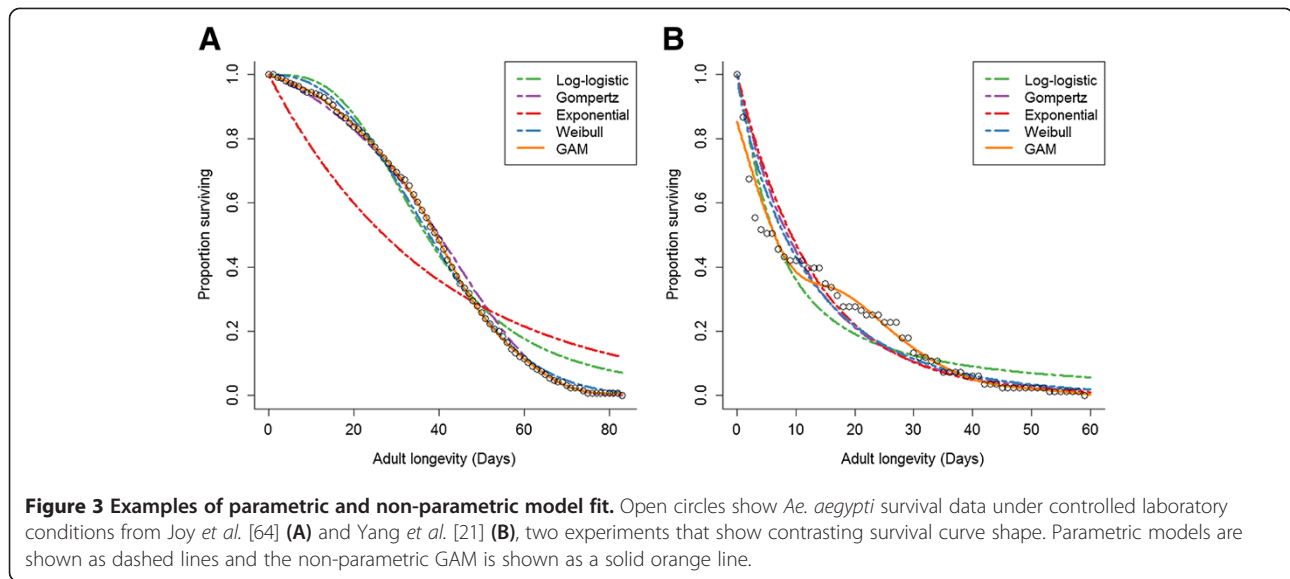 A
B
Log-logistic
Gompertz
Exponential
Weibull
GAM
Log-logistic
Gompertz
Exponential
Weibull
GAM
Proportion surviving
1.0
0.8
0.6
0.4
0.2
0.0
0
20
40
60
80
Adult longevity (Days)
Proportion surviving
1.0
0.8
0.6
0.4
0.2
0.0
0
10
20
30
40
50
60
Adult longevity (Days)
Figure 3 Examples of parametric and non-parametric model fit. Open circles show Ae. aegypti survival data under controlled laboratory
conditions from Joy et al. [64] (A) and Yang et al. [21] (B), two experiments that show contrasting survival curve shape. Parametric models are
shown as dashed lines and the non-parametric GAM is shown as a solid orange line.